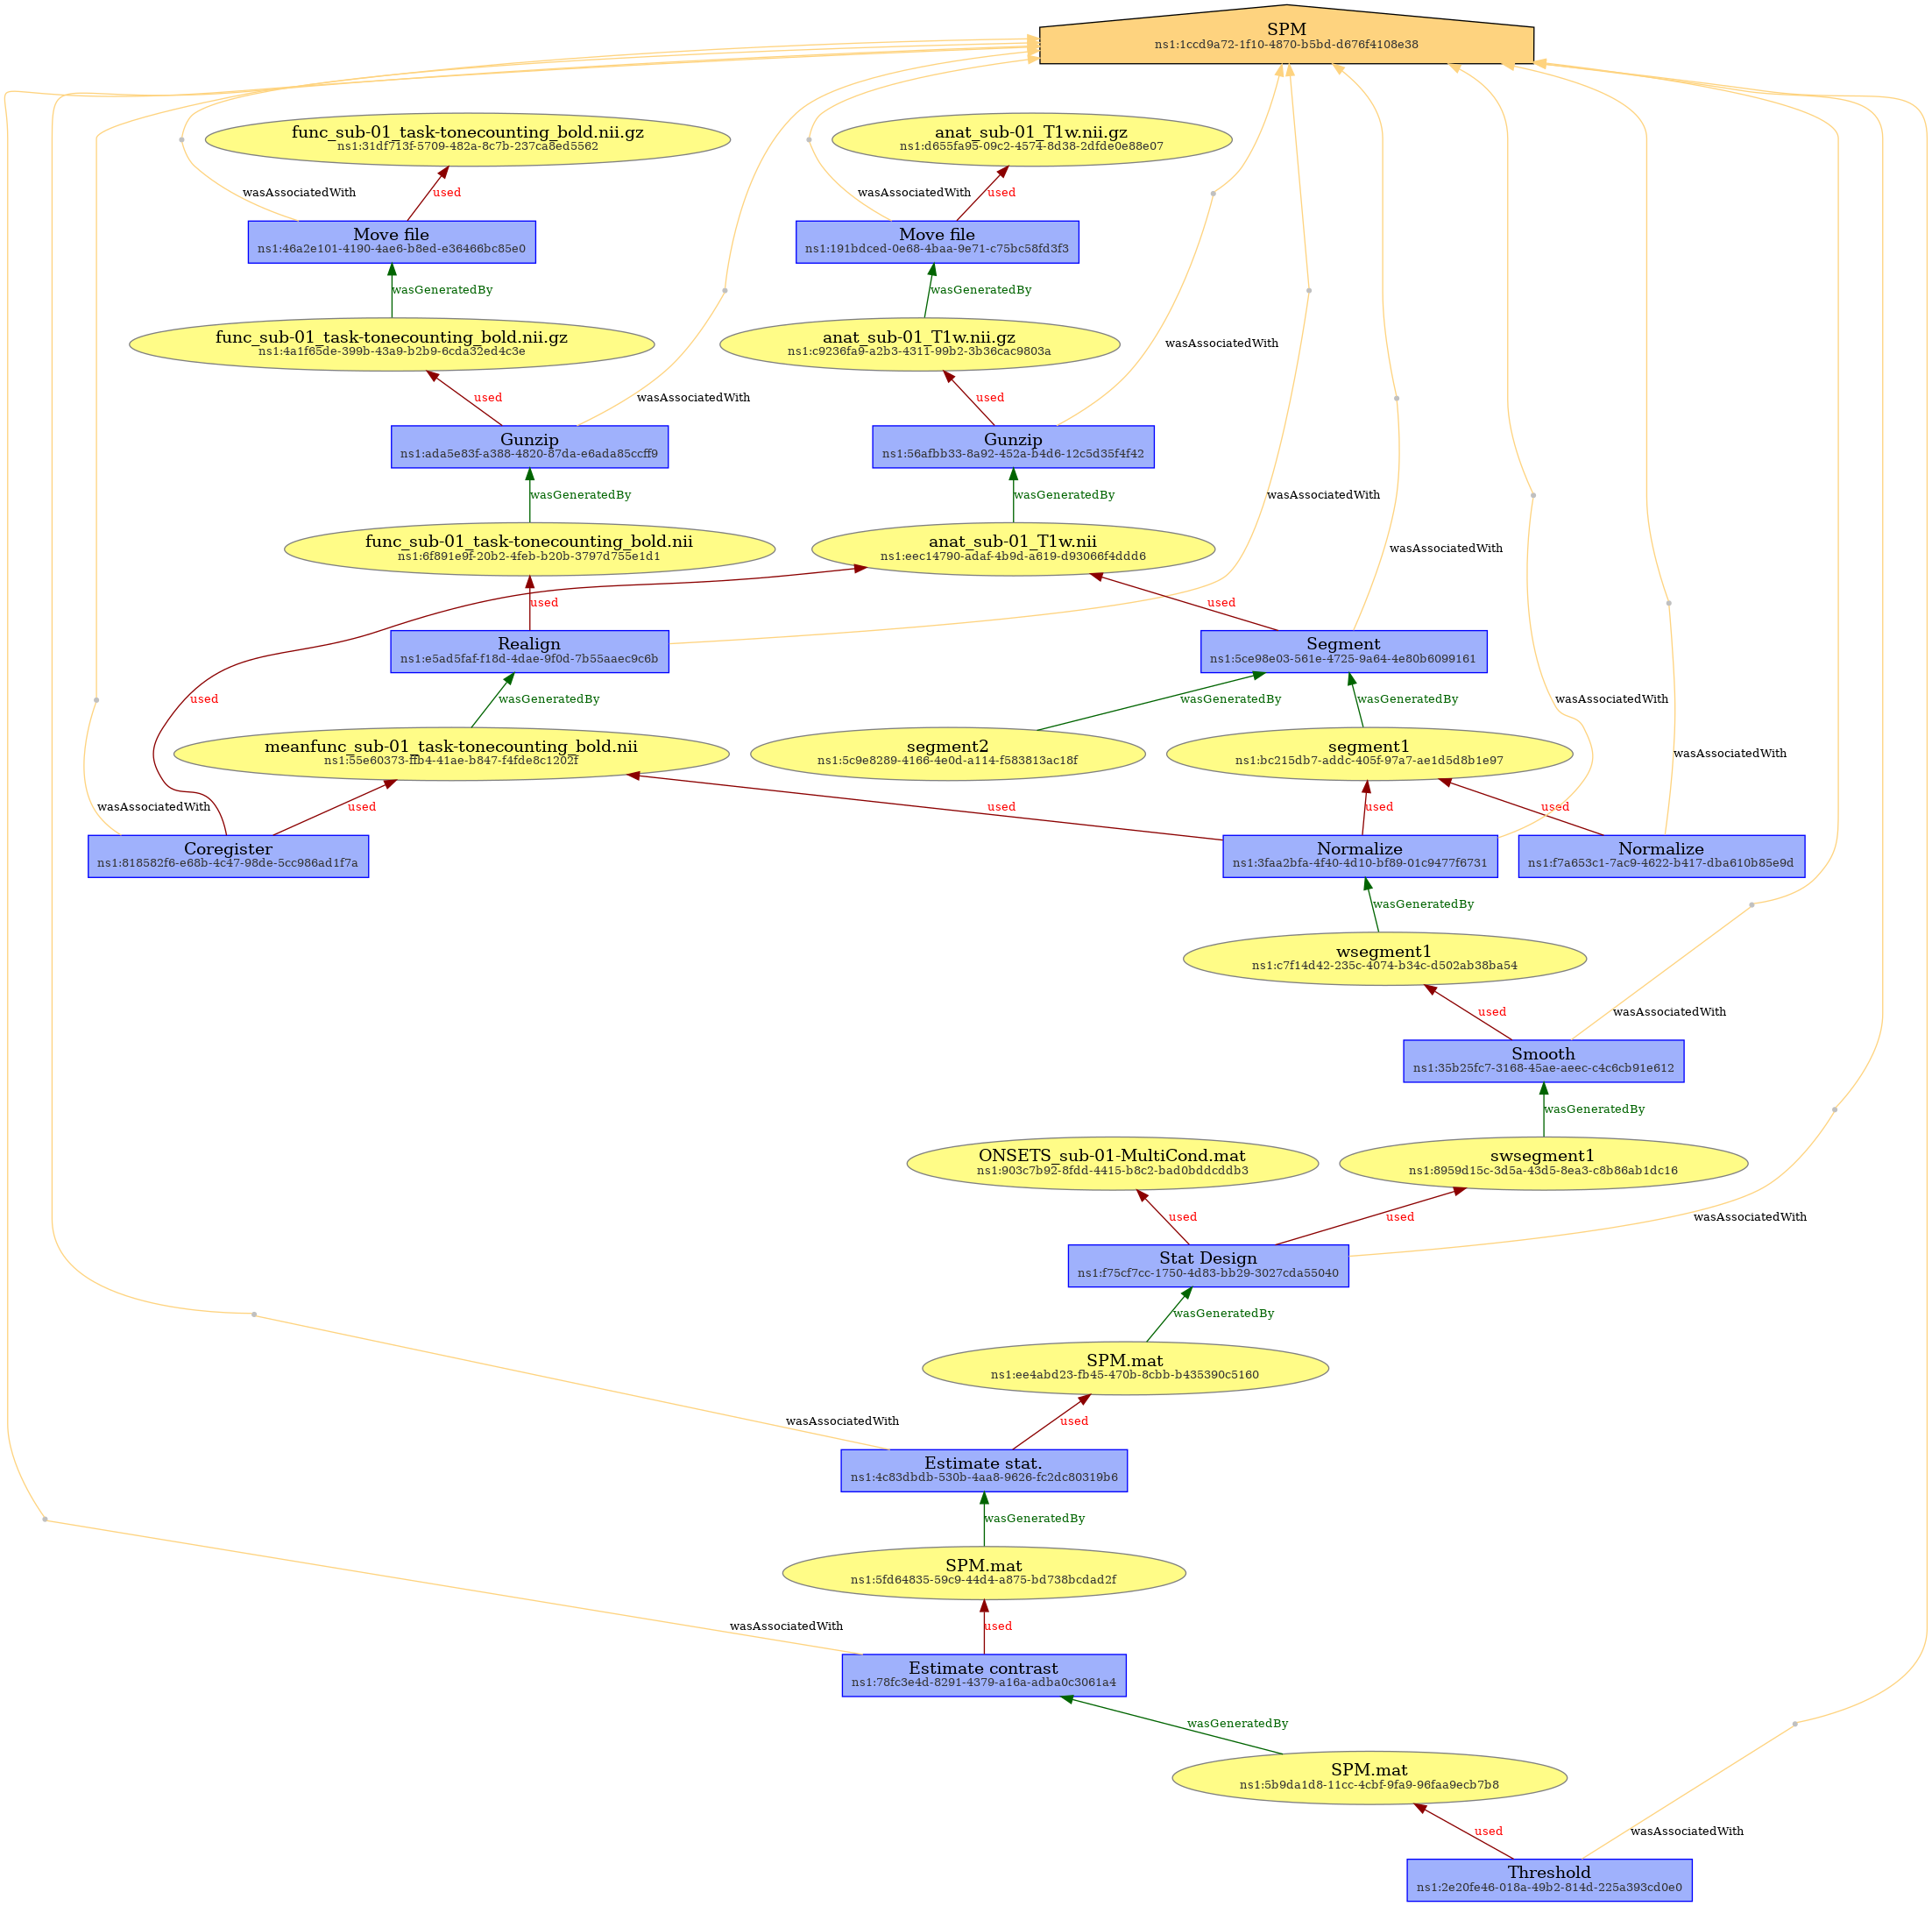 SPM
ns1:1ccd9a72-1f10-4870-b5bd-d676f4108e38
func_sub-01_task-tonecounting_bold.nii.gz
ns1:31df713f-5709-482a-8c7b-237ca8ed5562
anat_sub-01_T1w.nii.gz
ns1:d655fa95-09c2-4574-8d38-2dfde0e88e07
wasAssociatedWith
used
wasAssociatedWith
used
Move file
ns1:46a2e101-4190-4ae6-b8ed-e36466bc85e0
Move file
ns1:191bdced-0e68-4baa-9e71-c75bc58fd3f3
wasGeneratedBy
wasGeneratedBy
func_sub-01_task-tonecounting_bold.nii.gz
ns1:4a1f65de-399b-43a9-b2b9-6cda32ed4c3e
anat_sub-01_T1w.nii.gz
ns1:c9236fa9-a2b3-4311-99b2-3b36cac9803a
wasAssociatedWith
used
wasAssociatedWith
used
Gunzip
ns1:ada5e83f-a388-4820-87da-e6ada85ccff9
Gunzip
ns1:56afbb33-8a92-452a-b4d6-12c5d35f4f42
wasGeneratedBy
wasGeneratedBy
wasAssociatedWith
func_sub-01_task-tonecounting_bold.nii
ns1:6f891e9f-20b2-4feb-b20b-3797d755e1d1
anat_sub-01_T1w.nii
ns1:eec14790-adaf-4b9d-a619-d93066f4ddd6
wasAssociatedWith
used
used
Realign
ns1:e5ad5faf-f18d-4dae-9f0d-7b55aaec9c6b
Segment
ns1:5ce98e03-561e-4725-9a64-4e80b6099161
used
wasGeneratedBy
wasGeneratedBy
wasGeneratedBy
wasAssociatedWith
meanfunc_sub-01_task-tonecounting_bold.nii
ns1:55e60373-ffb4-41ae-b847-f4fde8c1202f
segment2
ns1:5c9e8289-4166-4e0d-a114-f583813ac18f
segment1
ns1:bc215db7-addc-405f-97a7-ae1d5d8b1e97
wasAssociatedWith
wasAssociatedWith
used
used
used
used
Coregister
ns1:818582f6-e68b-4c47-98de-5cc986ad1f7a
Normalize
ns1:3faa2bfa-4f40-4d10-bf89-01c9477f6731
Normalize
ns1:f7a653c1-7ac9-4622-b417-dba610b85e9d
wasGeneratedBy
wsegment1
ns1:c7f14d42-235c-4074-b34c-d502ab38ba54
used
wasAssociatedWith
Smooth
ns1:35b25fc7-3168-45ae-aeec-c4c6cb91e612
wasGeneratedBy
ONSETS_sub-01-MultiCond.mat
ns1:903c7b92-8fdd-4415-b8c2-bad0bddcddb3
swsegment1
ns1:8959d15c-3d5a-43d5-8ea3-c8b86ab1dc16
used
used
wasAssociatedWith
Stat Design
ns1:f75cf7cc-1750-4d83-bb29-3027cda55040
wasGeneratedBy
SPM.mat
ns1:ee4abd23-fb45-470b-8cbb-b435390c5160
wasAssociatedWith
used
Estimate stat.
ns1:4c83dbdb-530b-4aa8-9626-fc2dc80319b6
wasGeneratedBy
SPM.mat
ns1:5fd64835-59c9-44d4-a875-bd738bcdad2f
wasAssociatedWith
used
Estimate contrast
ns1:78fc3e4d-8291-4379-a16a-adba0c3061a4
wasGeneratedBy
SPM.mat
ns1:5b9da1d8-11cc-4cbf-9fa9-96faa9ecb7b8
used
wasAssociatedWith
Threshold
ns1:2e20fe46-018a-49b2-814d-225a393cd0e0